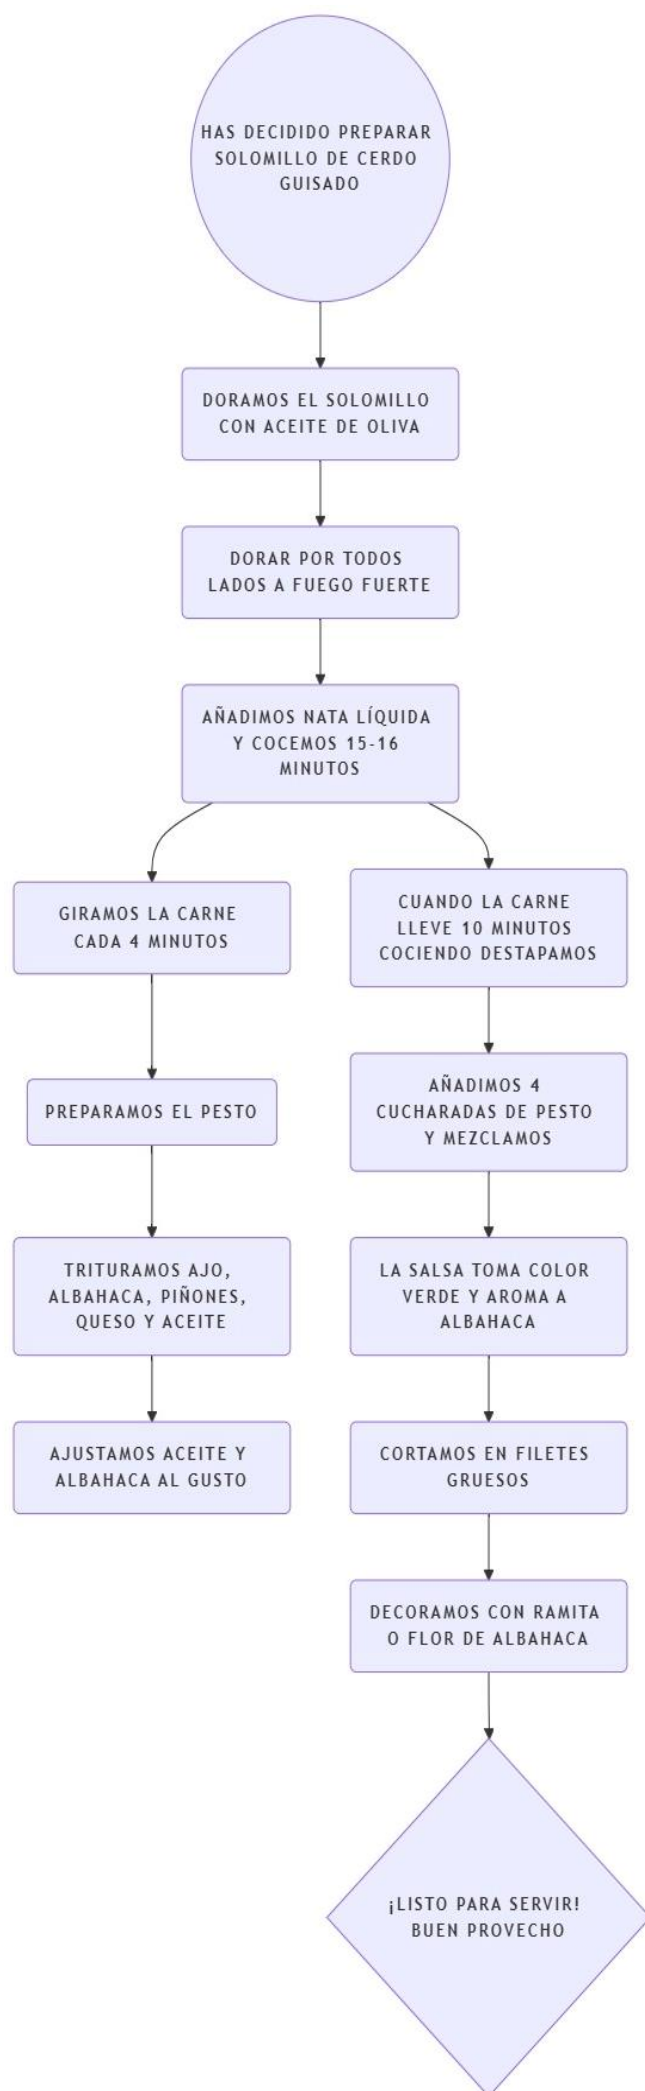 HAS DECIDIDO PREPARAR
SOLOMILLO DE CERDO
GUISADO
DORAMOS EL SOLOMILLO
CON ACEITE DE OLIVA
DORAR POR TODOS
LADOS A FUEGO FUERTE
AÑADIMOS NATA LÍQUIDA
Y COCEMOS 15-16
MINUTOS
GIRAMOS LA CARNE
CADA 4 MINUTOS
PREPARAMOS EL PESTO
TRITURAMOS AJO,
ALBAHACA, PIÑONES,
QUESO Y ACEITE
AJUSTAMOS ACEITE Y
ALBAHACA AL GUSTO
CUANDO LA CARNE
LLEVE 10 MINUTOS
COCIENDO DESTAPAMOS
AÑADIMOS 4
CUCHARADAS DE PESTO
Y MEZCLAMOS
LA SALSA TOMA COLOR
VERDE Y AROMA A
ALBAHACA
CORTAMOS EN FILETES
GRUESOS
DECORAMOS CON RAMITA
O FLOR DE ALBAHACA
¡LISTO PARA SERVIR!
BUEN PROVECHO